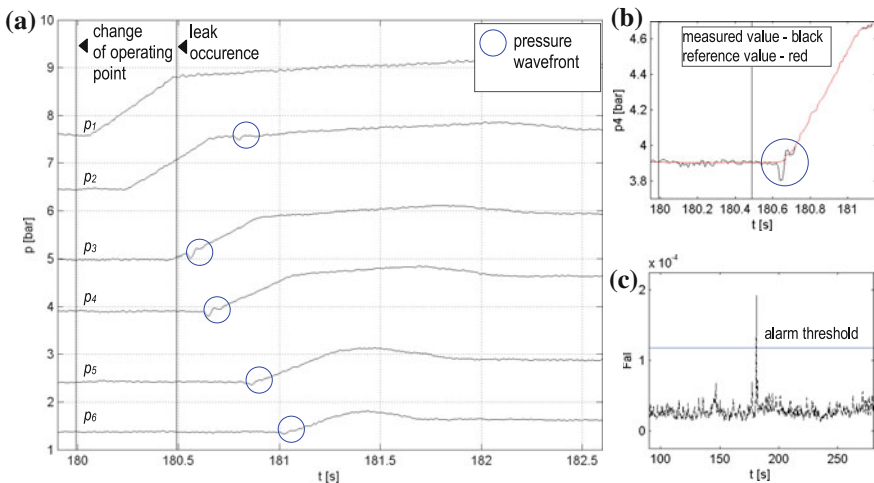 (a)
change
of operating
point
leak
occurence
pressure
wavefront
10
9
8
7
6
5
4
3
2
1
p [bar]
p1
p2
p3
p4
p5
p6
180
180.5
181
181.5
182
182.5
t [s]
(b)
measured value - black
reference value - red
4.6
4.4
4.2
4
3.8
p4 [bar]
180
180.2
180.4
180.6
180.8
181
t [s]
(c)
x 10-4
alarm threshold
2
1
0
Fal
100
150
200
250
t [s]